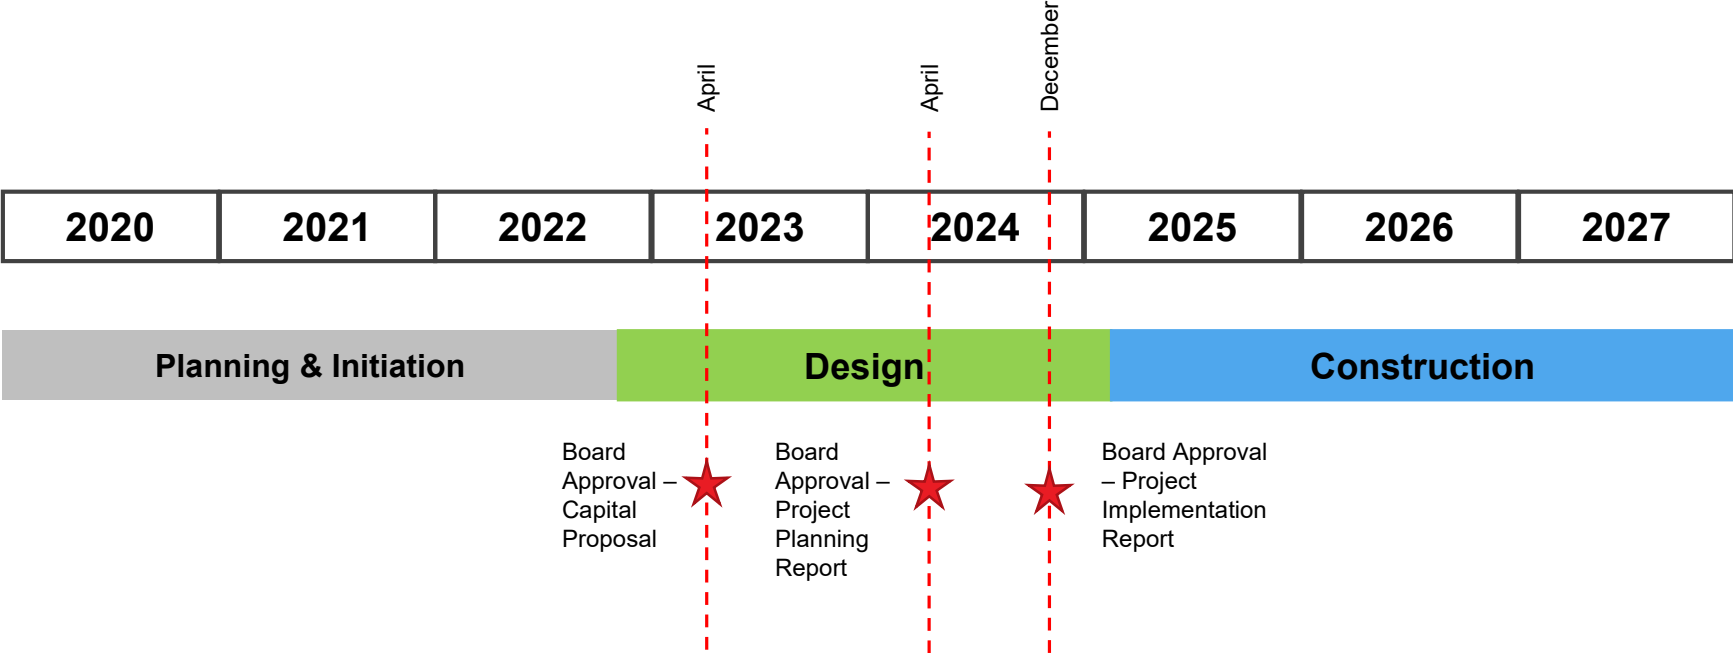 April
April
December
2020
2021
2022
2023
2024
2025
2026
2027
Planning & Initiation
Design
Construction
Board
Approval –
Capital
Proposal
Board
Approval –
Project
Planning
Report
Board Approval
– Project
Implementation
Report